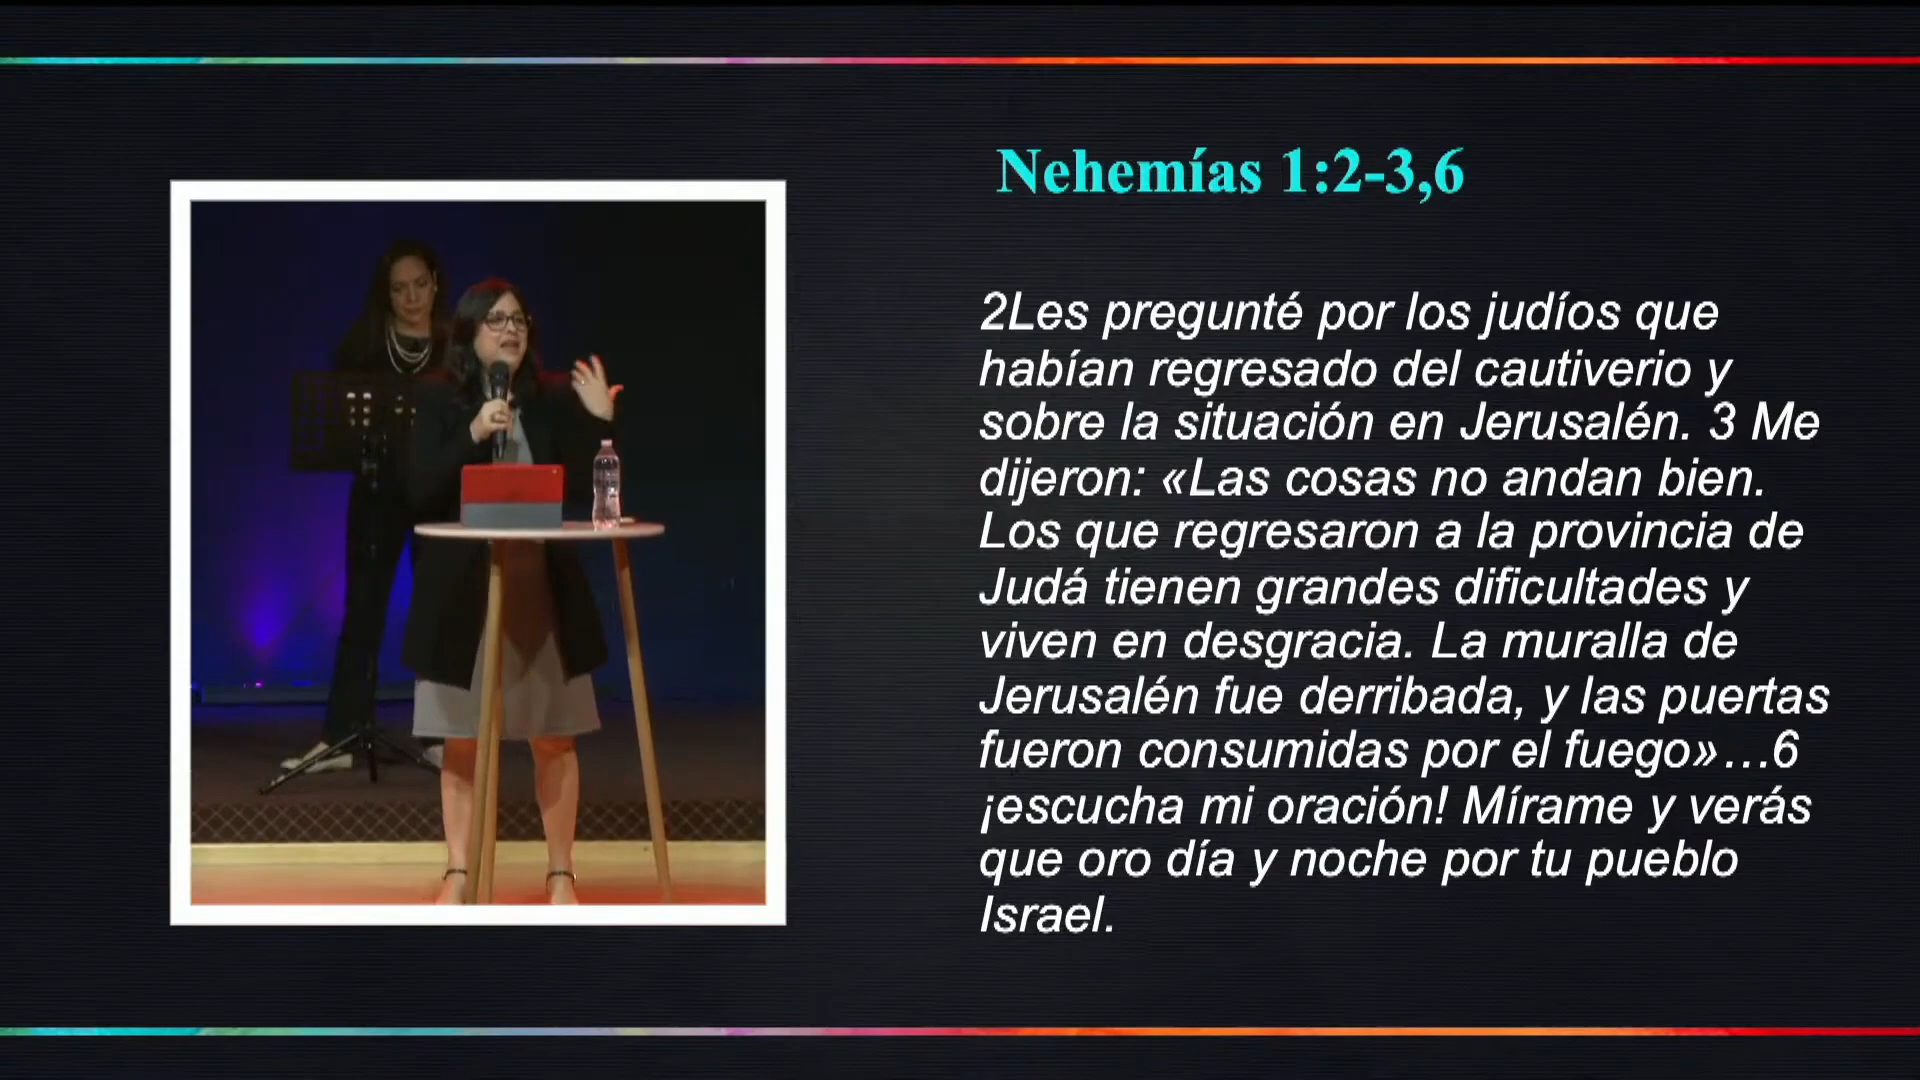 Nehemías 1:2-3,6
2Les pregunté por los judíos que
habían regresado del cautiverio y
sobre la situación en Jerusalén. 3 Me
dijeron: «Las cosas no andan bien.
Los que regresaron a la provincia de
Judá tienen grandes dificultades y
viven en desgracia. La muralla de
Jerusalén fue derribada, y las puertas
fueron consumidas por el fuego»…6
¡escucha mi oración! Mírame y verás
que oro día y noche por tu pueblo
Israel.